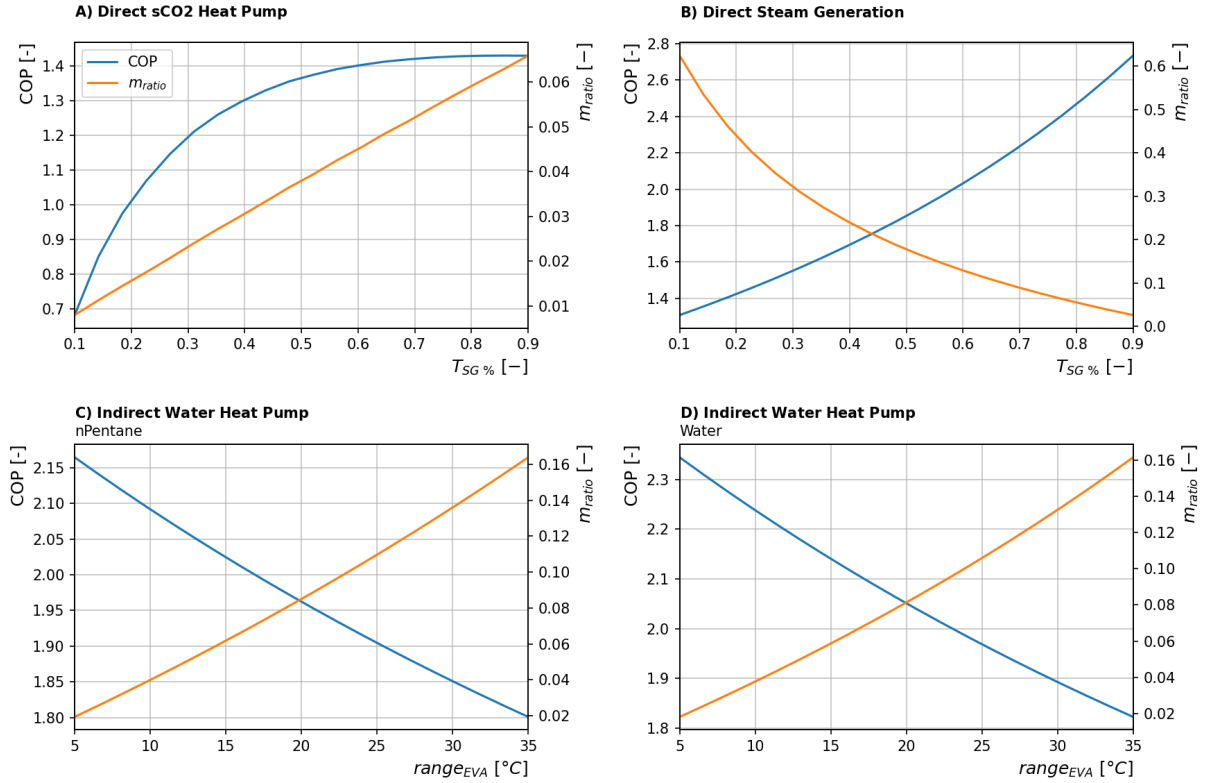 A) Direct sCO2 Heat Pump
COP [-]
1.4
1.3
1.2
1.1
1.0
0.9
0.8
0.7
COP
m_ratio
m_ratio [−]
0.06
0.05
0.04
0.03
0.02
0.01
0.1 0.2 0.3 0.4 0.5 0.6 0.7 0.8 0.9
T_SG % [−]
B) Direct Steam Generation
COP [-]
2.8
2.6
2.4
2.2
2.0
1.8
1.6
1.4
m_ratio [−]
0.6
0.5
0.4
0.3
0.2
0.1
0.0
0.1 0.2 0.3 0.4 0.5 0.6 0.7 0.8 0.9
T_SG % [−]
C) Indirect Water Heat Pump
nPentane
COP [-]
2.15
2.10
2.05
2.00
1.95
1.90
1.85
1.80
m_ratio [−]
0.16
0.14
0.12
0.10
0.08
0.06
0.04
0.02
5 10 15 20 25 30 35
range_EVA [°C]
D) Indirect Water Heat Pump
Water
COP [-]
2.3
2.2
2.1
2.0
1.9
1.8
m_ratio [−]
0.16
0.14
0.12
0.10
0.08
0.06
0.04
0.02
5 10 15 20 25 30 35
range_EVA [°C]